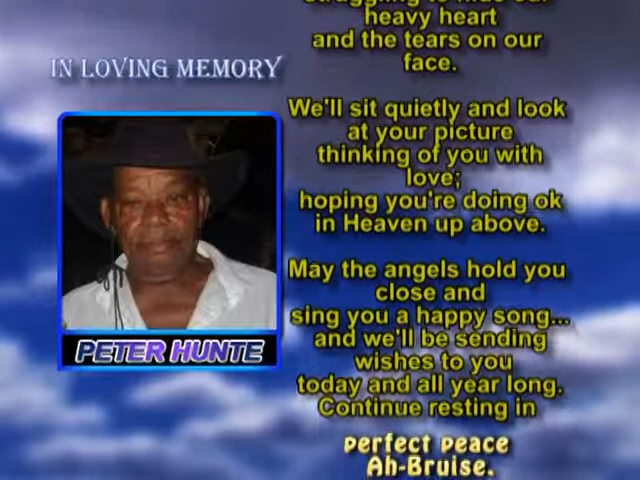 heavy heart
and the tears on our
face.
IN LOVING MEMORY
We'll sit quietly and look
at your picture
thinking of you with
love;
hoping you're doing ok
in Heaven up above.
May the angels hold you
close and
sing you a happy song...
and we'll be sending
wishes to you
today and all year long.
Continue resting in
perfect peace
Ah-Bruise.
PETER HUNTE